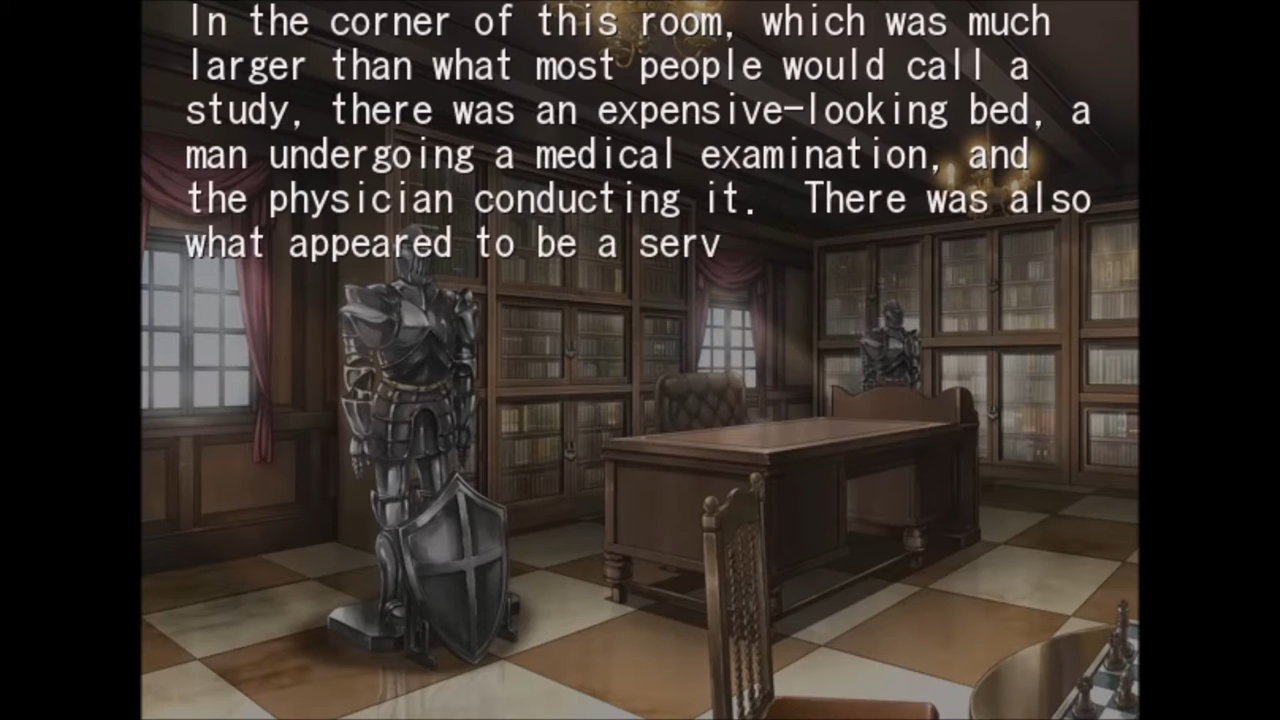 In the corner of this room, which was much
larger than what most people would call a
study, there was an expensive-looking bed, a
man undergoing a medical examination, and
the physician conducting it.  There was also
what appeared to be a serv